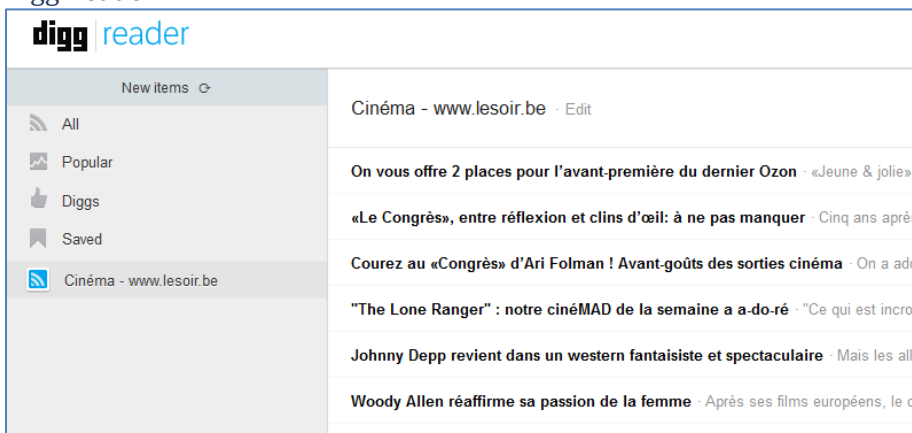 digg reader
New items
All
Popular
Diggs
Saved
Cinéma - www.lesoir.be
Cinéma - www.lesoir.be · Edit
On vous offre 2 places pour l’avant-première du dernier Ozon · «Jeune & jolie»
«Le Congrès», entre réflexion et clins d’œil: à ne pas manquer · Cinq ans
Courez au «Congrès» d’Ari Folman ! Avant-goûts des sorties cinéma · On a
"The Lone Ranger" : notre cinéMAD de la semaine a a-do-ré · "Ce qui est
Johnny Depp revient dans un western fantaisiste et spectaculaire · Mais les
Woody Allen réaffirme sa passion de la femme · Après ses films européens, le